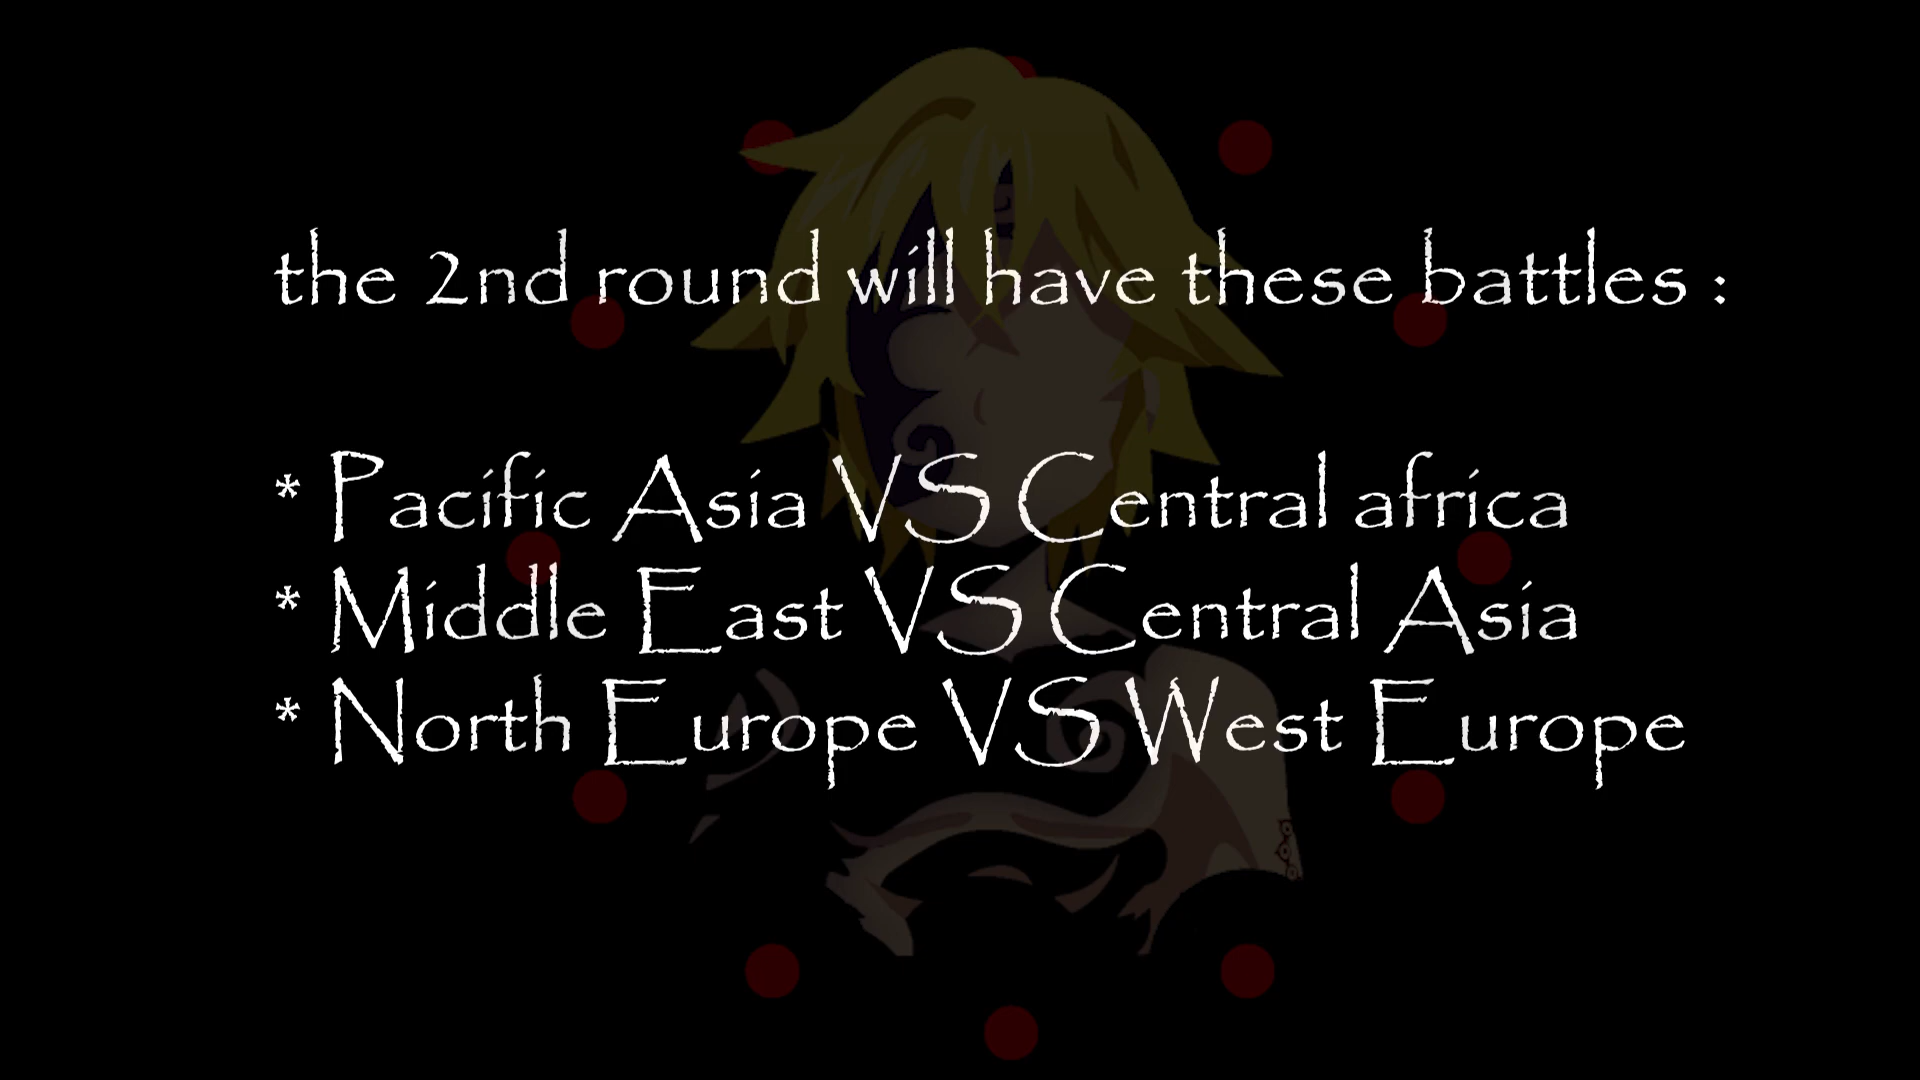 the 2nd round will have these battles :
* Pacific Asia VS Central africa
* Middle East VS Central Asia
* North Europe VS West Europe